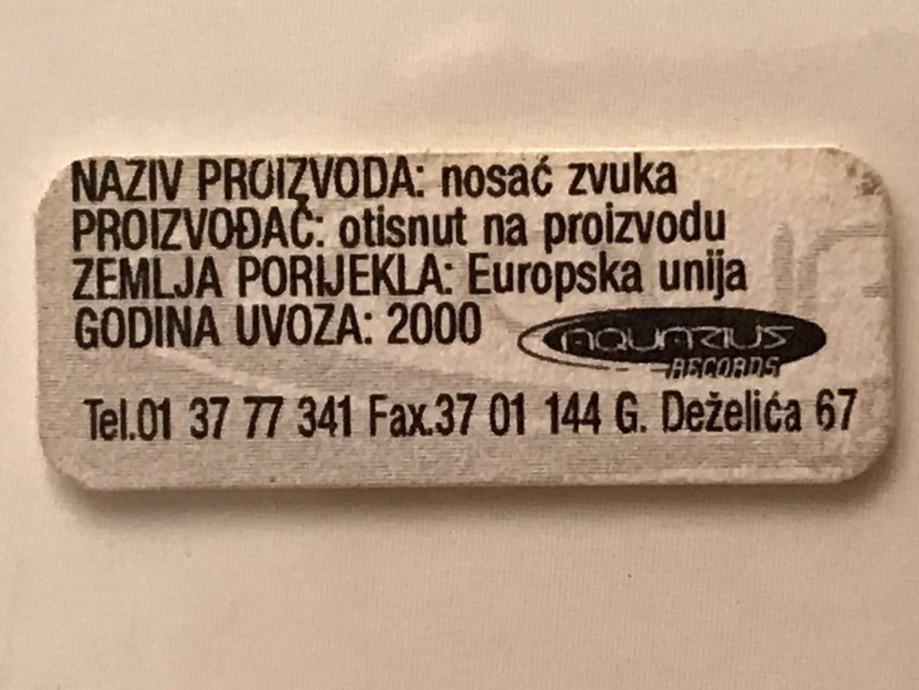 NAZIV PROIZVODA: nosać zvuka
PROIZVOĐAČ: otisnut na proizvodu
ZEMLJA PORIJEKLA: Europska unija
GODINA UVOZA: 2000
AQUARIUS
RECORDS
Tel.01 37 77 341 Fax.37 01 144 G. Deželića 67